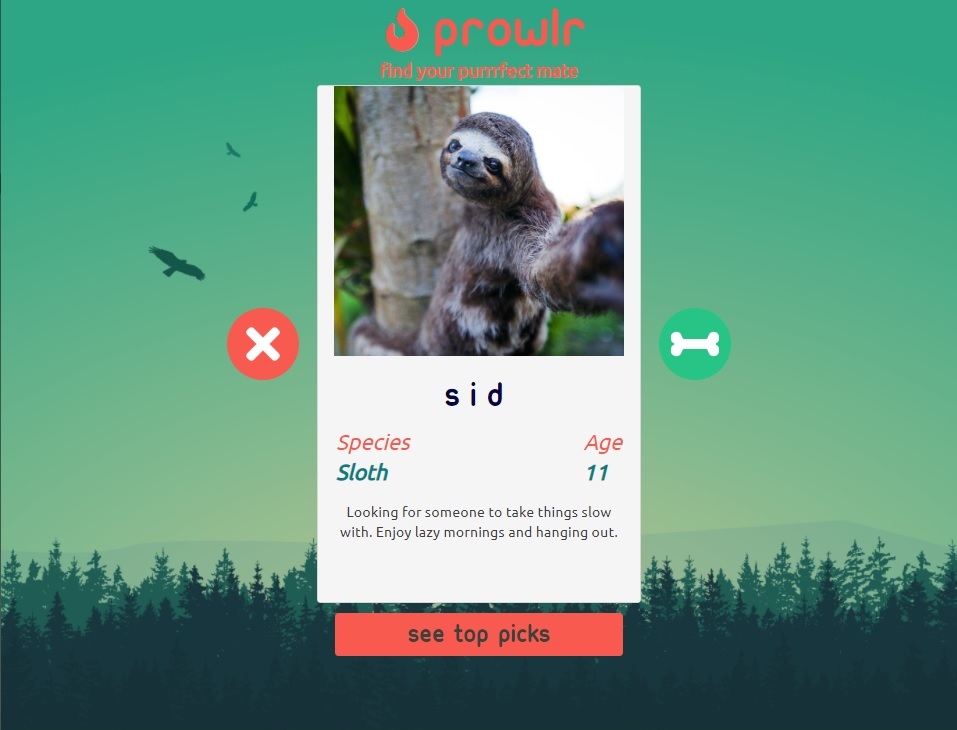 prowlr
find your purrrfect mate
sid
Species Age
Sloth 11
Looking for someone to take things slow
with. Enjoy lazy mornings and hanging out.
see top picks